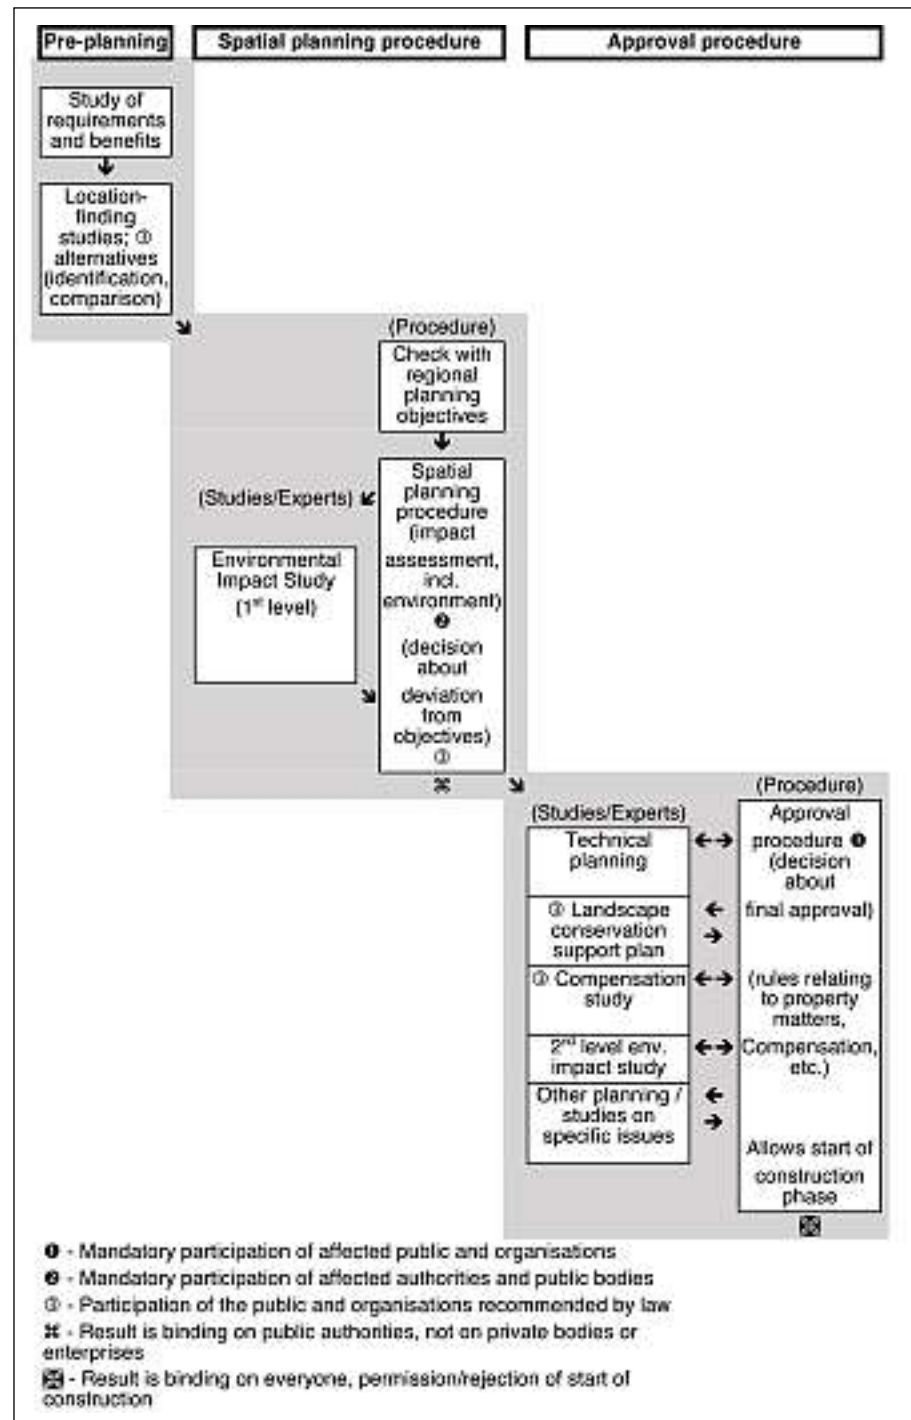 Pre-planning
Spatial planning procedure
Approval procedure
Study of
requirements
and benefits
Location-
finding
studies; ③
alternatives
(identification,
comparison)
(Procedure)
Check with
regional
planning
objectives
(Studies/Experts)
Environmental
Impact Study
(1st level)
Spatial
planning
procedure
(impact
assessment,
incl.
environment)
❷
(decision
about
deviation
from
objectives)
③
⌘
(Studies/Experts)
Technical
planning
③ Landscape
conservation
support plan
③ Compensation
study
2nd level env.
impact study
Other planning /
studies on
specific issues
(Procedure)
Approval
procedure ❶
(decision
about
final approval)
(rules relating
to property
matters,
Compensation,
etc.)
Allows start of
construction
phase
❶ - Mandatory participation of affected public and organisations
❷ - Mandatory participation of affected authorities and public bodies
③ - Participation of the public and organisations recommended by law
⌘ - Result is binding on public authorities, not on private bodies or
enterprises
- Result is binding on everyone, permission/rejection of start of
construction